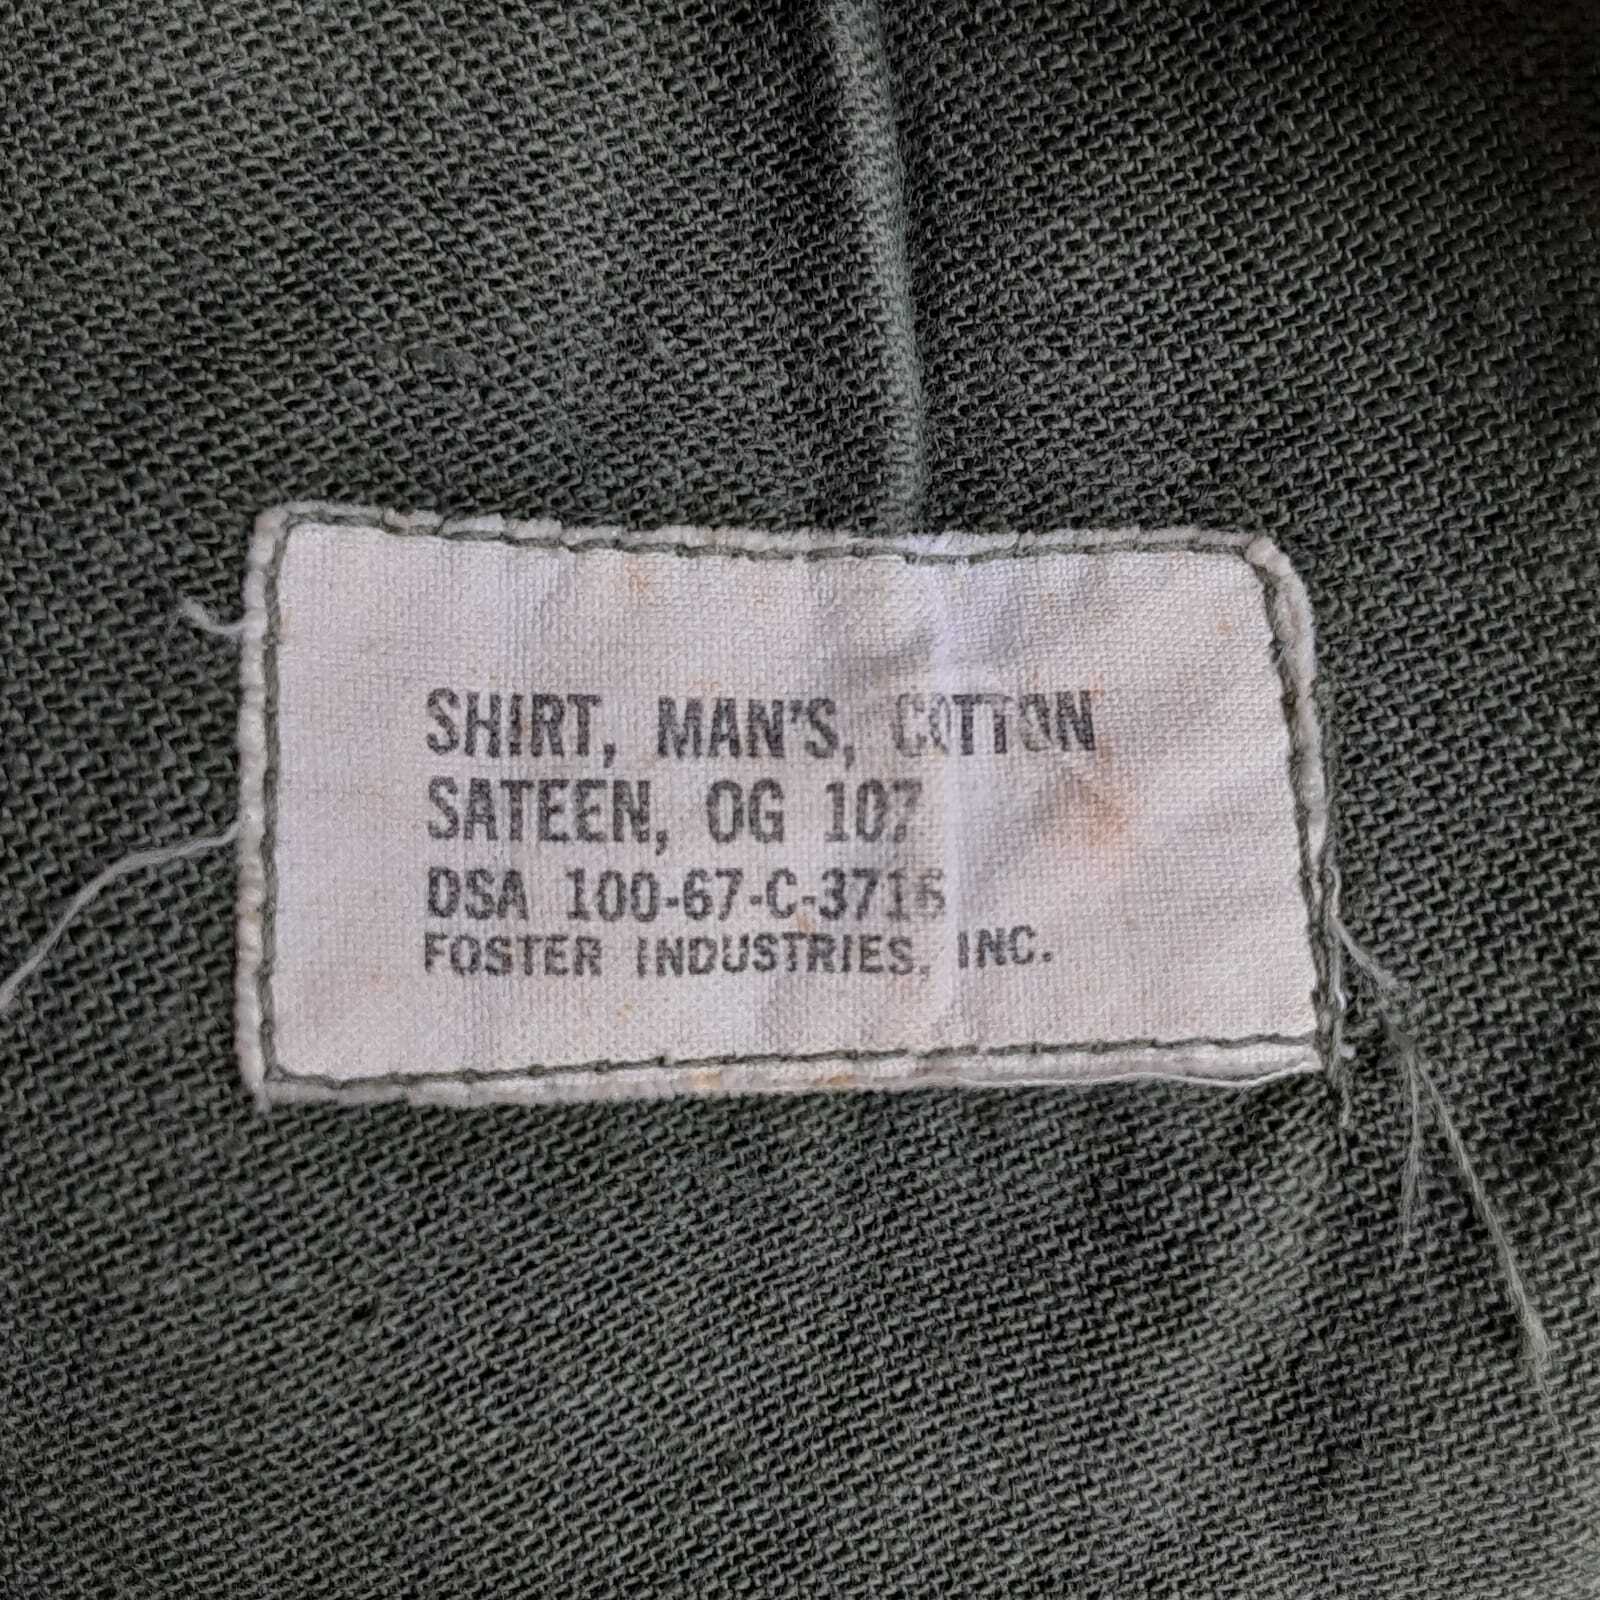 SHIRT, MAN'S, COTTON
SATEEN, OG 107
DSA 100-67-C-3716
FOSTER INDUSTRIES, INC.